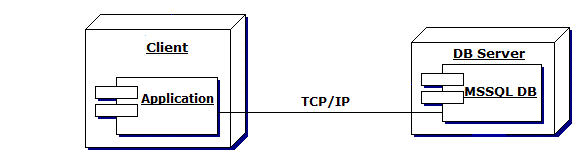 Client
Application
TCP/IP
DB Server
MSSQL DB